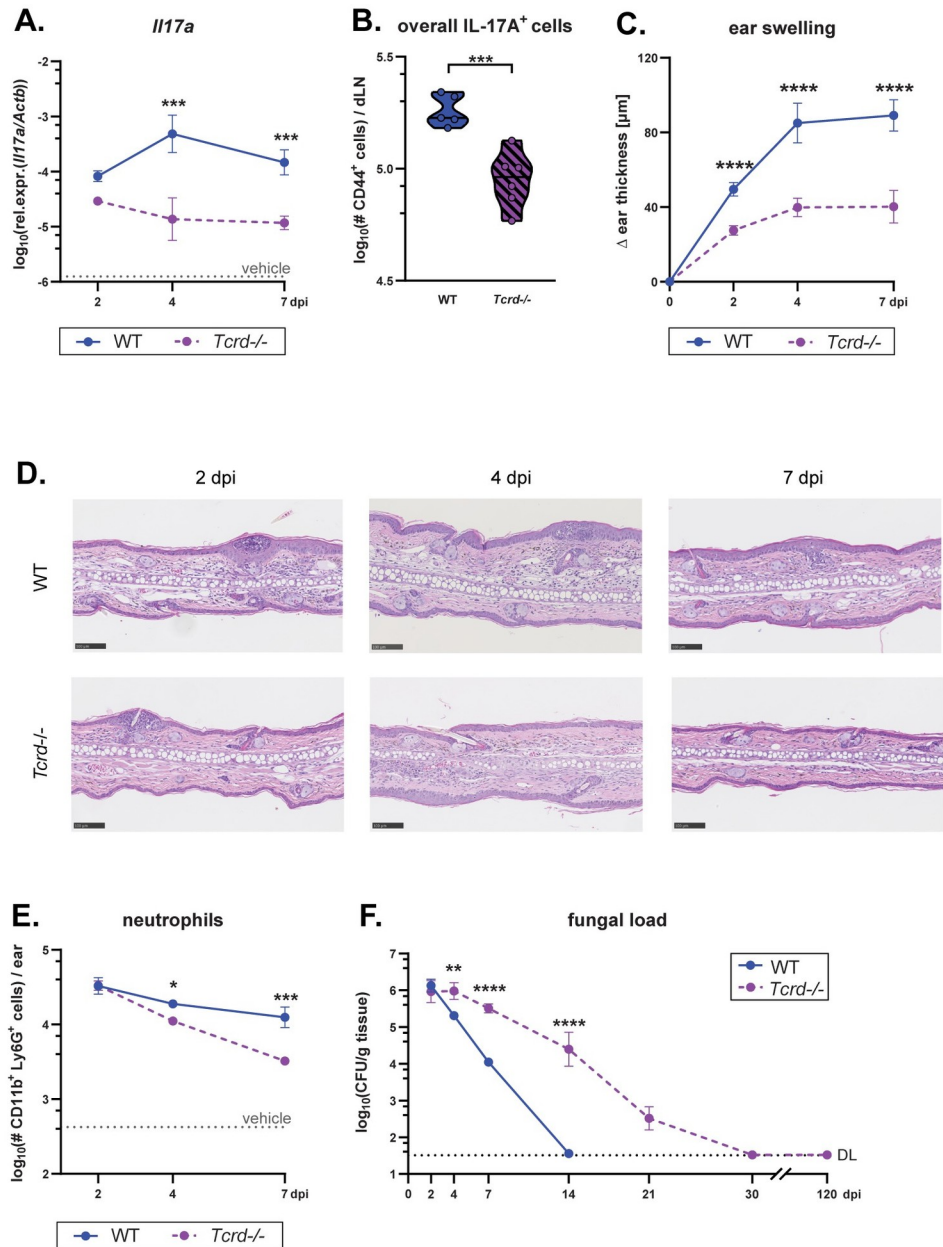 A.
Il17a
log10(rel.expr.(Il17a/Actb))
-2
-3
-4
-5
-6
***
***
vehicle
2 4 7 dpi
WT Tcrd-/-
B.
overall IL-17A+ cells
log10(# CD44+ cells) / dLN
5.5
5.0
4.5
***
WT Tcrd-/-
C.
ear swelling
Δ ear thickness [µm]
120
80
40
0
****
****
****
0 2 4 7 dpi
WT Tcrd-/-
D.
2 dpi 4 dpi 7 dpi
WT
Tcrd-/-
E.
neutrophils
log10(# CD11b+ Ly6G+ cells) / ear
5
4
3
2
*
***
vehicle
2 4 7 dpi
WT Tcrd-/-
F.
fungal load
log10(CFU/g tissue)
7
6
5
4
3
2
1
**
****
****
WT
Tcrd-/-
DL
0 2 4 7 14 21 30 120 dpi